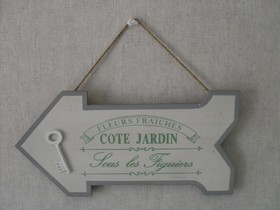 FLEURS FRAICHES
COTE JARDIN
Sous les Figuiers